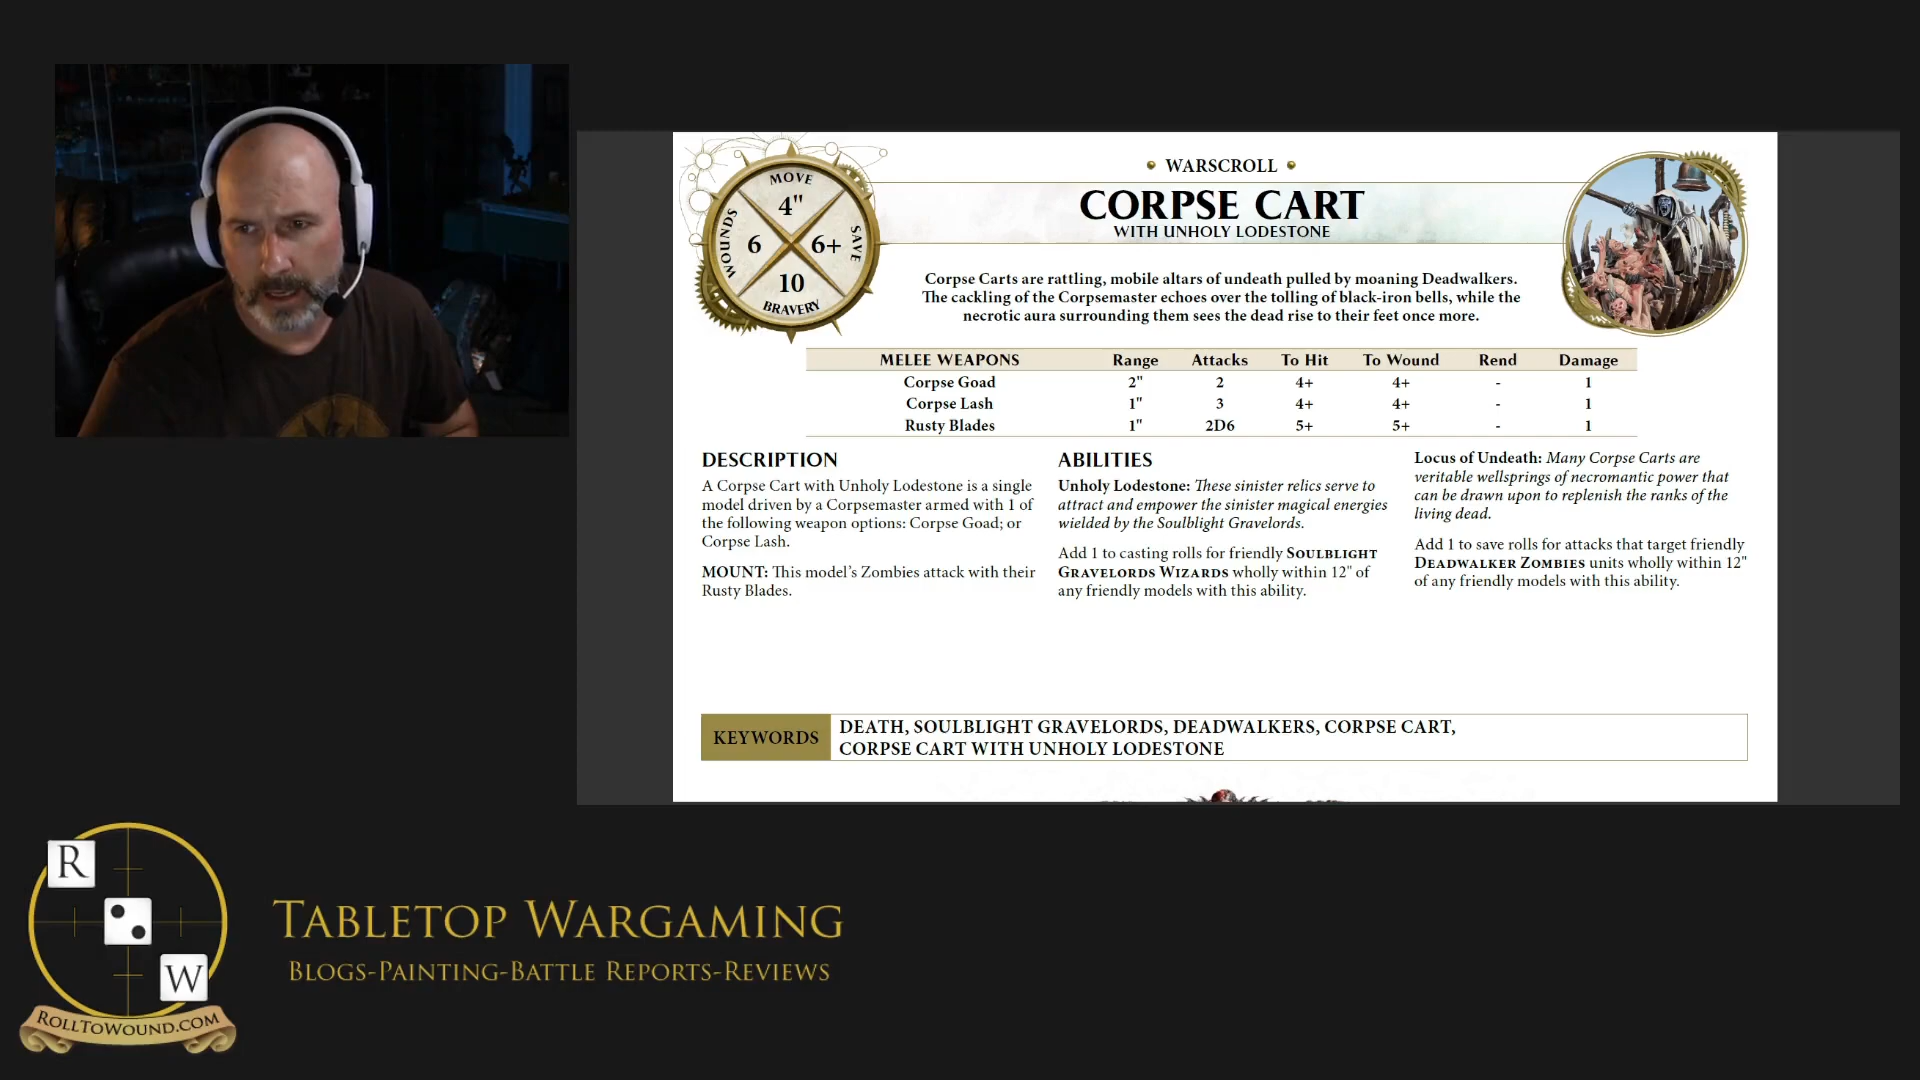 WARSCROLL
CORPSE CART
WITH UNHOLY LODESTONE
MOVE
4"
WOUNDS
6
6+
SAVE
10
BRAVERY
Corpse Carts are rattling, mobile altars of undeath pulled by moaning Deadwalkers.
The cackling of the Corpsemaster echoes over the tolling of black-iron bells, while the
necrotic aura surrounding them sees the dead rise to their feet once more.
MELEE WEAPONS Range Attacks To Hit To Wound Rend Damage
Corpse Goad 2" 2 4+ 4+ - 1
Corpse Lash 1" 3 4+ 4+ - 1
Rusty Blades 1" 2D6 5+ 5+ - 1
DESCRIPTION
A Corpse Cart with Unholy Lodestone is a single
model driven by a Corpsemaster armed with 1 of
the following weapon options: Corpse Goad; or
Corpse Lash.
MOUNT: This model's Zombies attack with their
Rusty Blades.
ABILITIES
Unholy Lodestone: These sinister relics serve to
attract and empower the sinister magical energies
wielded by the Soulblight Gravelords.
Add 1 to casting rolls for friendly SOULBLIGHT
GRAVELORDS WIZARDS wholly within 12" of
any friendly models with this ability.
Locus of Undeath: Many Corpse Carts are
veritable wellsprings of necromantic power that
can be drawn upon to replenish the ranks of the
living dead.
Add 1 to save rolls for attacks that target friendly
DEADWALKER ZOMBIES units wholly within 12"
of any friendly models with this ability.
KEYWORDS
DEATH, SOULBLIGHT GRAVELORDS, DEADWALKERS, CORPSE CART,
CORPSE CART WITH UNHOLY LODESTONE
R
W
ROLLTOWOUND.COM
TABLETOP WARGAMING
BLOGS-PAINTING-BATTLE REPORTS-REVIEWS